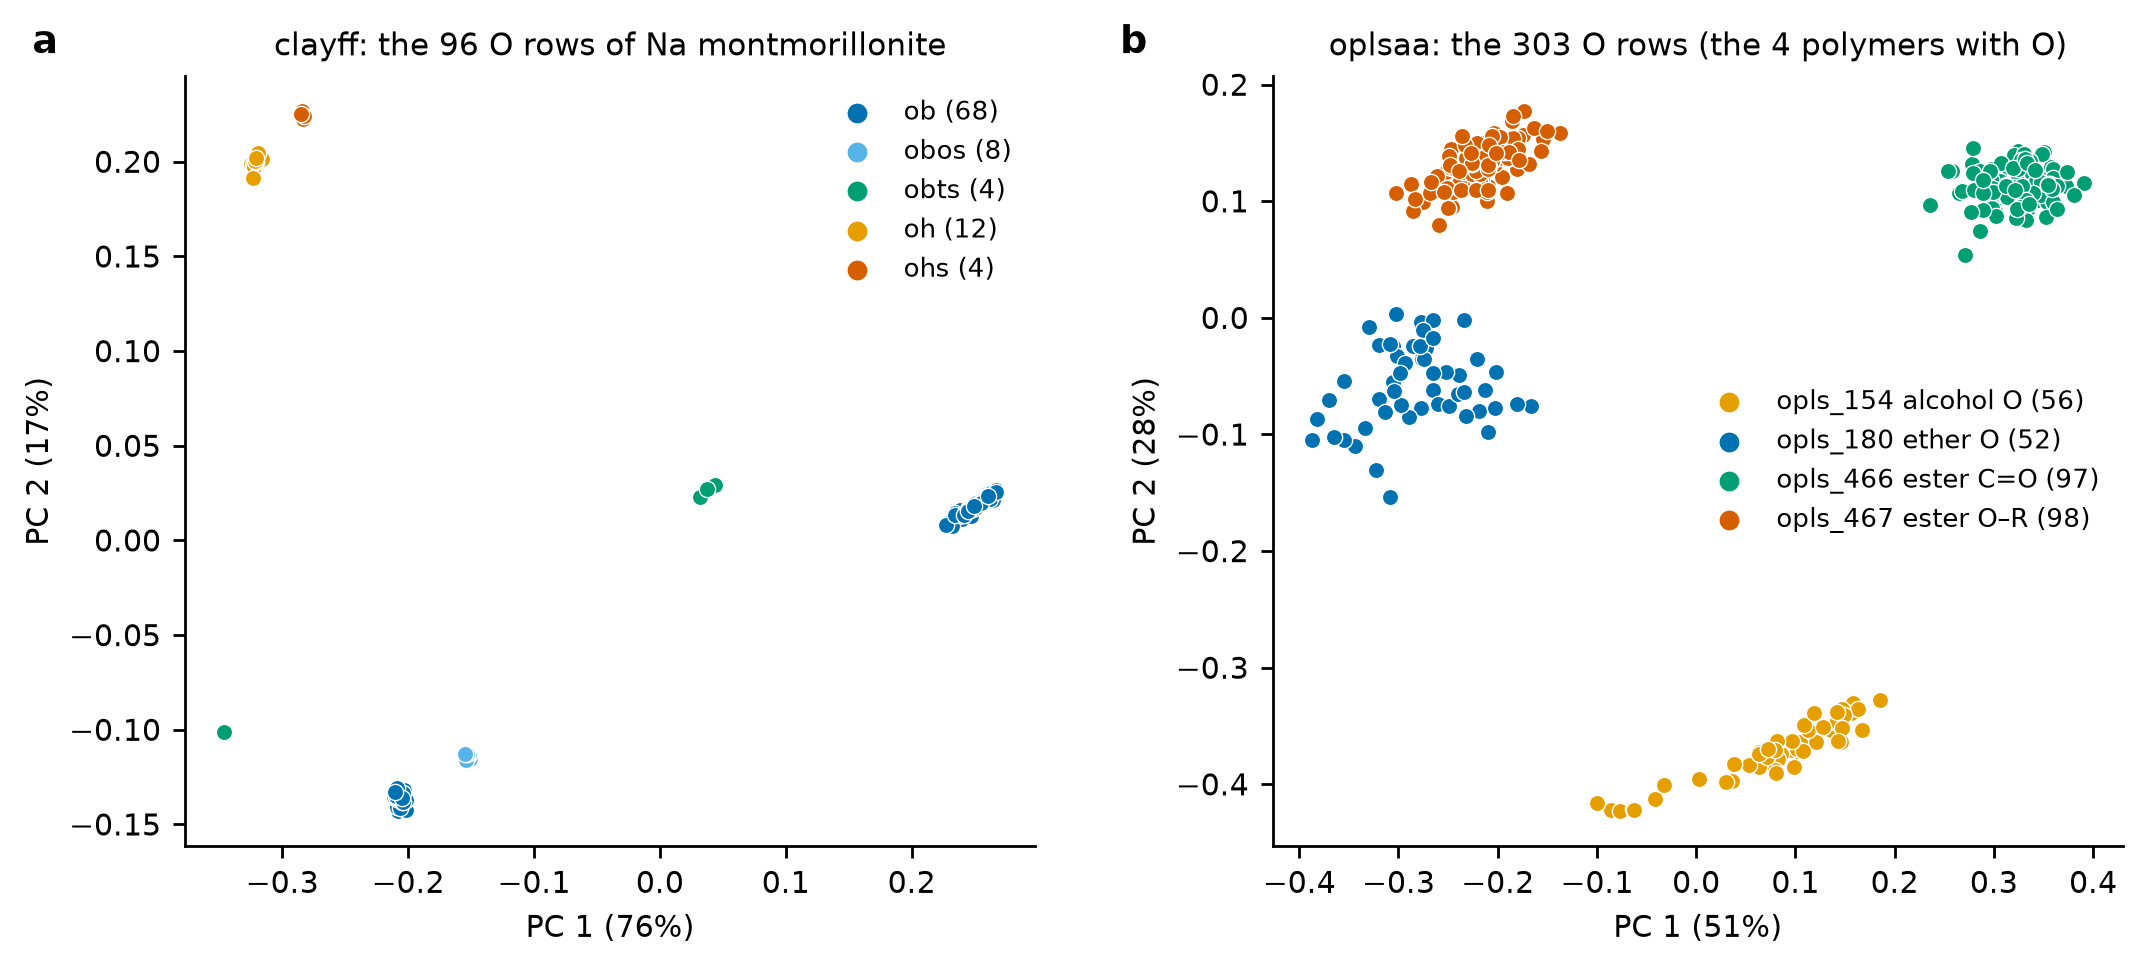 a
clayff: the 96 O rows of Na montmorillonite
ob (68)
obos (8)
obts (4)
oh (12)
ohs (4)
0.20
0.15
0.10
0.05
0.00
−0.05
−0.10
−0.15
PC 2 (17%)
−0.3
−0.2
−0.1
0.0
0.1
0.2
PC 1 (76%)
b
oplsaa: the 303 O rows (the 4 polymers with O)
0.2
0.1
0.0
−0.1
−0.2
−0.3
−0.4
PC 2 (28%)
opls_154 alcohol O (56)
opls_180 ether O (52)
opls_466 ester C=O (97)
opls_467 ester O–R (98)
−0.4
−0.3
−0.2
−0.1
0.0
0.1
0.2
0.3
0.4
PC 1 (51%)